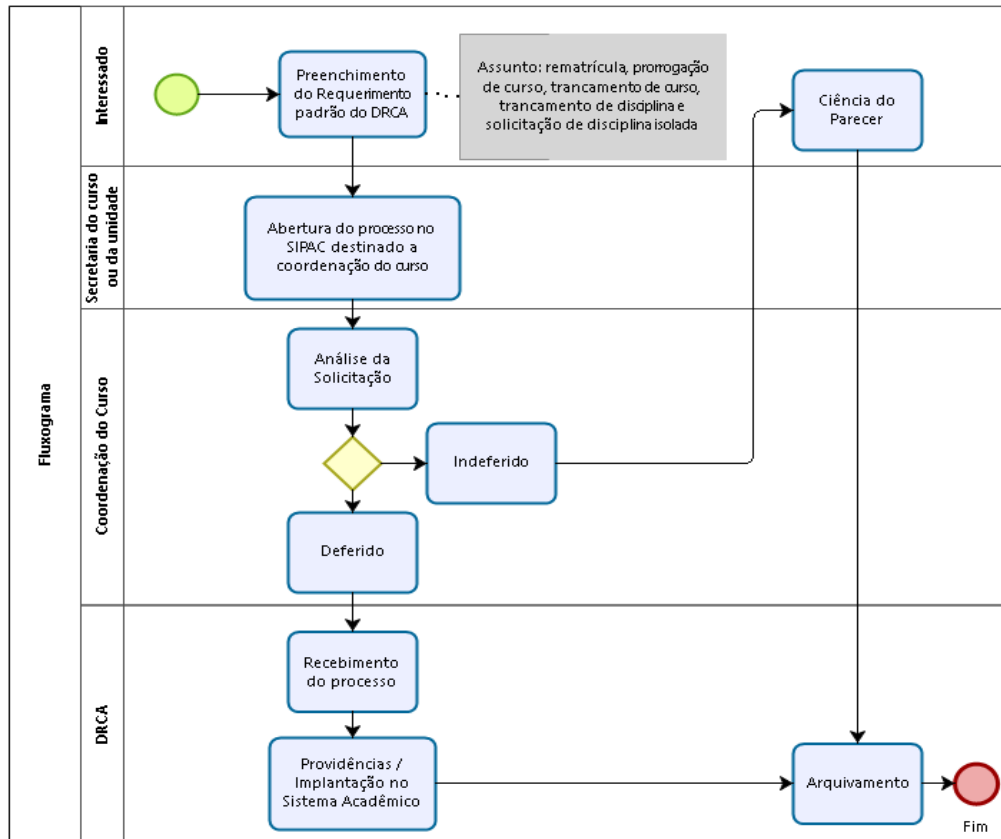 Fluxograma
Interessado
Preenchimento
do Requerimento
padrão do DRCA
Assunto: rematrícula, prorrogação
de curso, trancamento de curso,
trancamento de disciplina e
solicitação de disciplina isolada
Ciência do
Parecer
Secretaria do curso
ou da unidade
Abertura do processo no
SIPAC destinado a
coordenação do curso
Coordenação do Curso
Análise da
Solicitação
Indeferido
Deferido
DRCA
Recebimento
do processo
Providências /
Implantação no
Sistema Acadêmico
Arquivamento
Fim